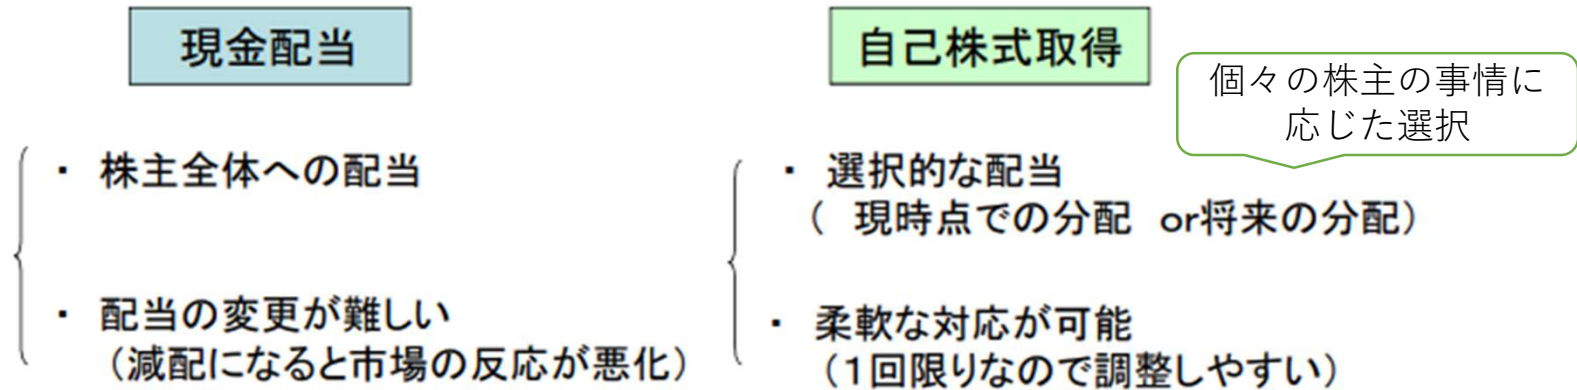 現金配当
・ 株主全体への配当
・ 配当の変更が難しい
（減配になると市場の反応が悪化）
自己株式取得
個々の株主の事情に
応じた選択
・ 選択的な配当
（ 現時点での分配 or将来の分配）
・ 柔軟な対応が可能
（1回限りなので調整しやすい）